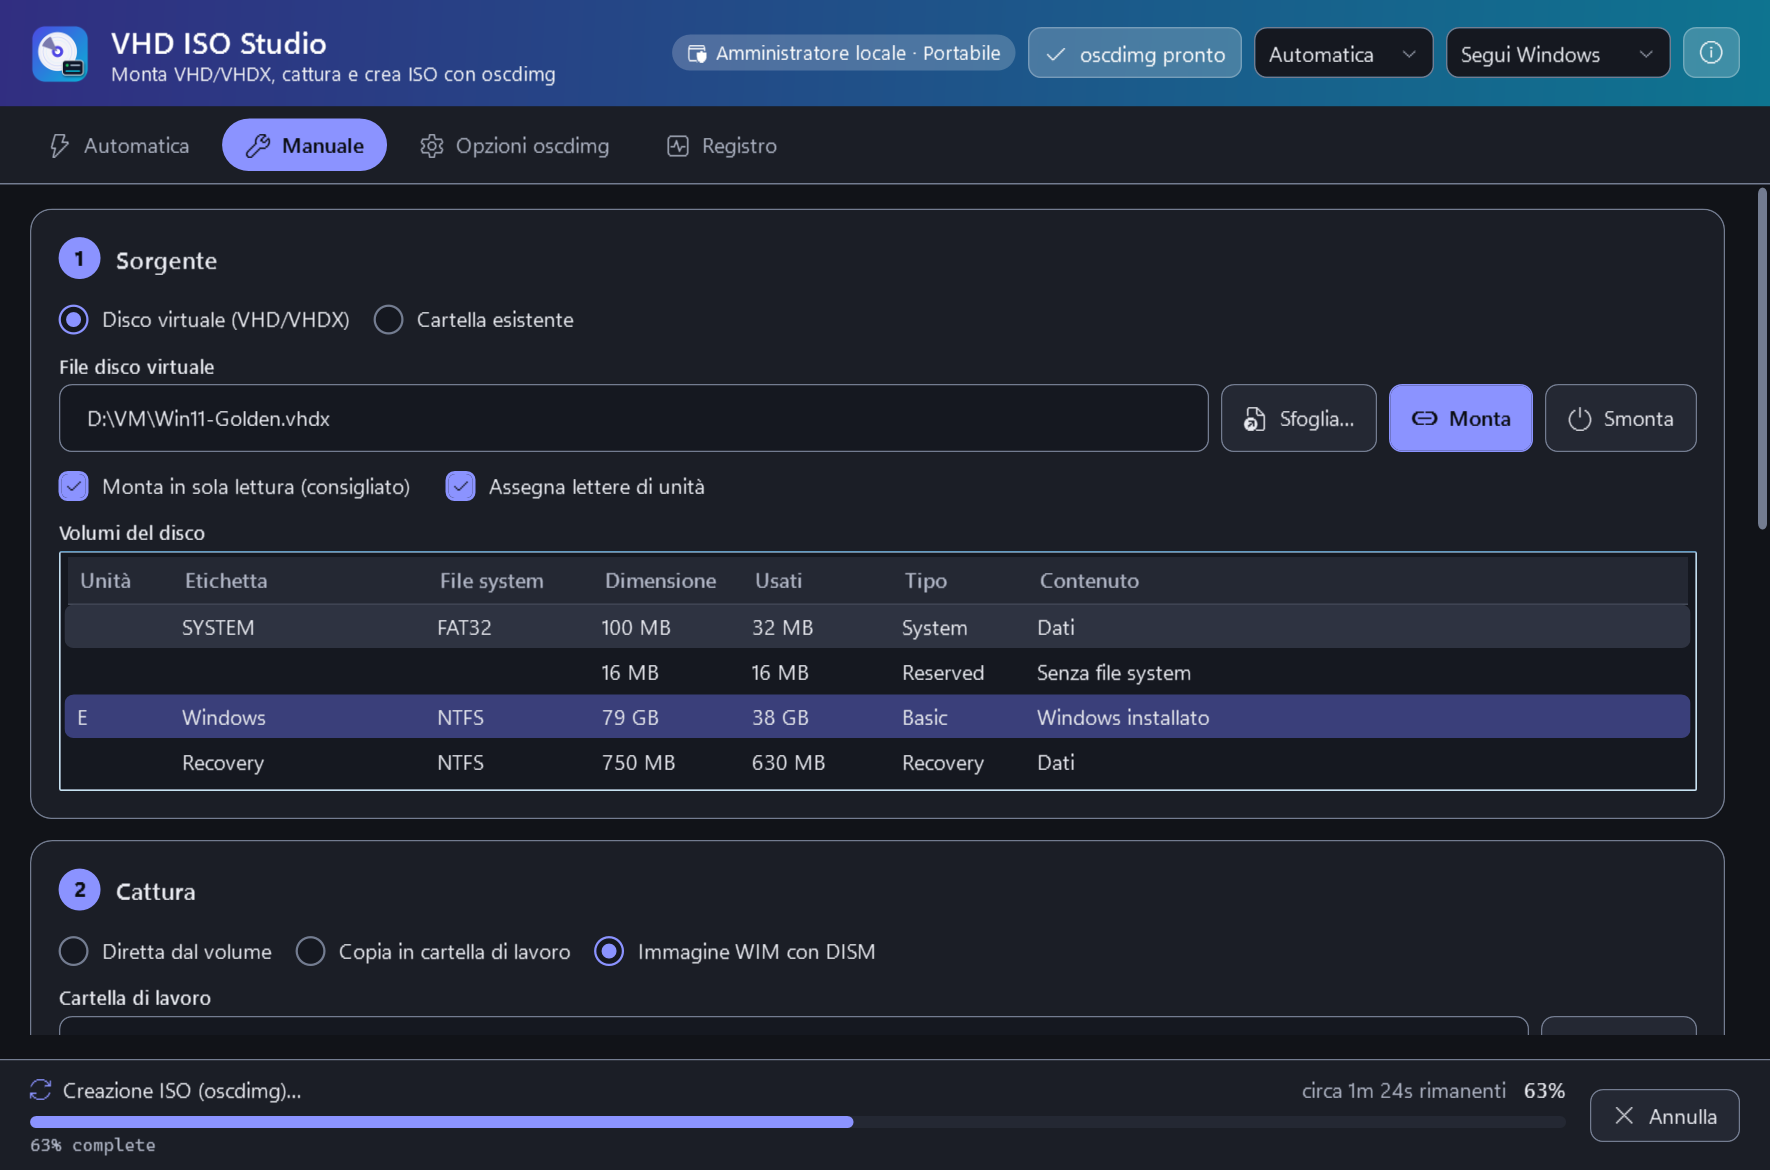 VHD ISO Studio
Monta VHD/VHDX, cattura e crea ISO con oscdimg
Amministratore locale · Portabile
oscdimg pronto
Automatica
Segui Windows
Automatica
Manuale
Opzioni oscdimg
Registro
1 Sorgente
Disco virtuale (VHD/VHDX) Cartella esistente
File disco virtuale
D:\VM\Win11-Golden.vhdx
Sfoglia...
Monta
Smonta
Monta in sola lettura (consigliato) Assegna lettere di unità
Volumi del disco
Unità Etichetta File system Dimensione Usati Tipo Contenuto
SYSTEM FAT32 100 MB 32 MB System Dati
16 MB 16 MB Reserved Senza file system
E Windows NTFS 79 GB 38 GB Basic Windows installato
Recovery NTFS 750 MB 630 MB Recovery Dati
2 Cattura
Diretta dal volume Copia in cartella di lavoro Immagine WIM con DISM
Cartella di lavoro
Creazione ISO (oscdimg)...
circa 1m 24s rimanenti 63%
63% complete
Annulla